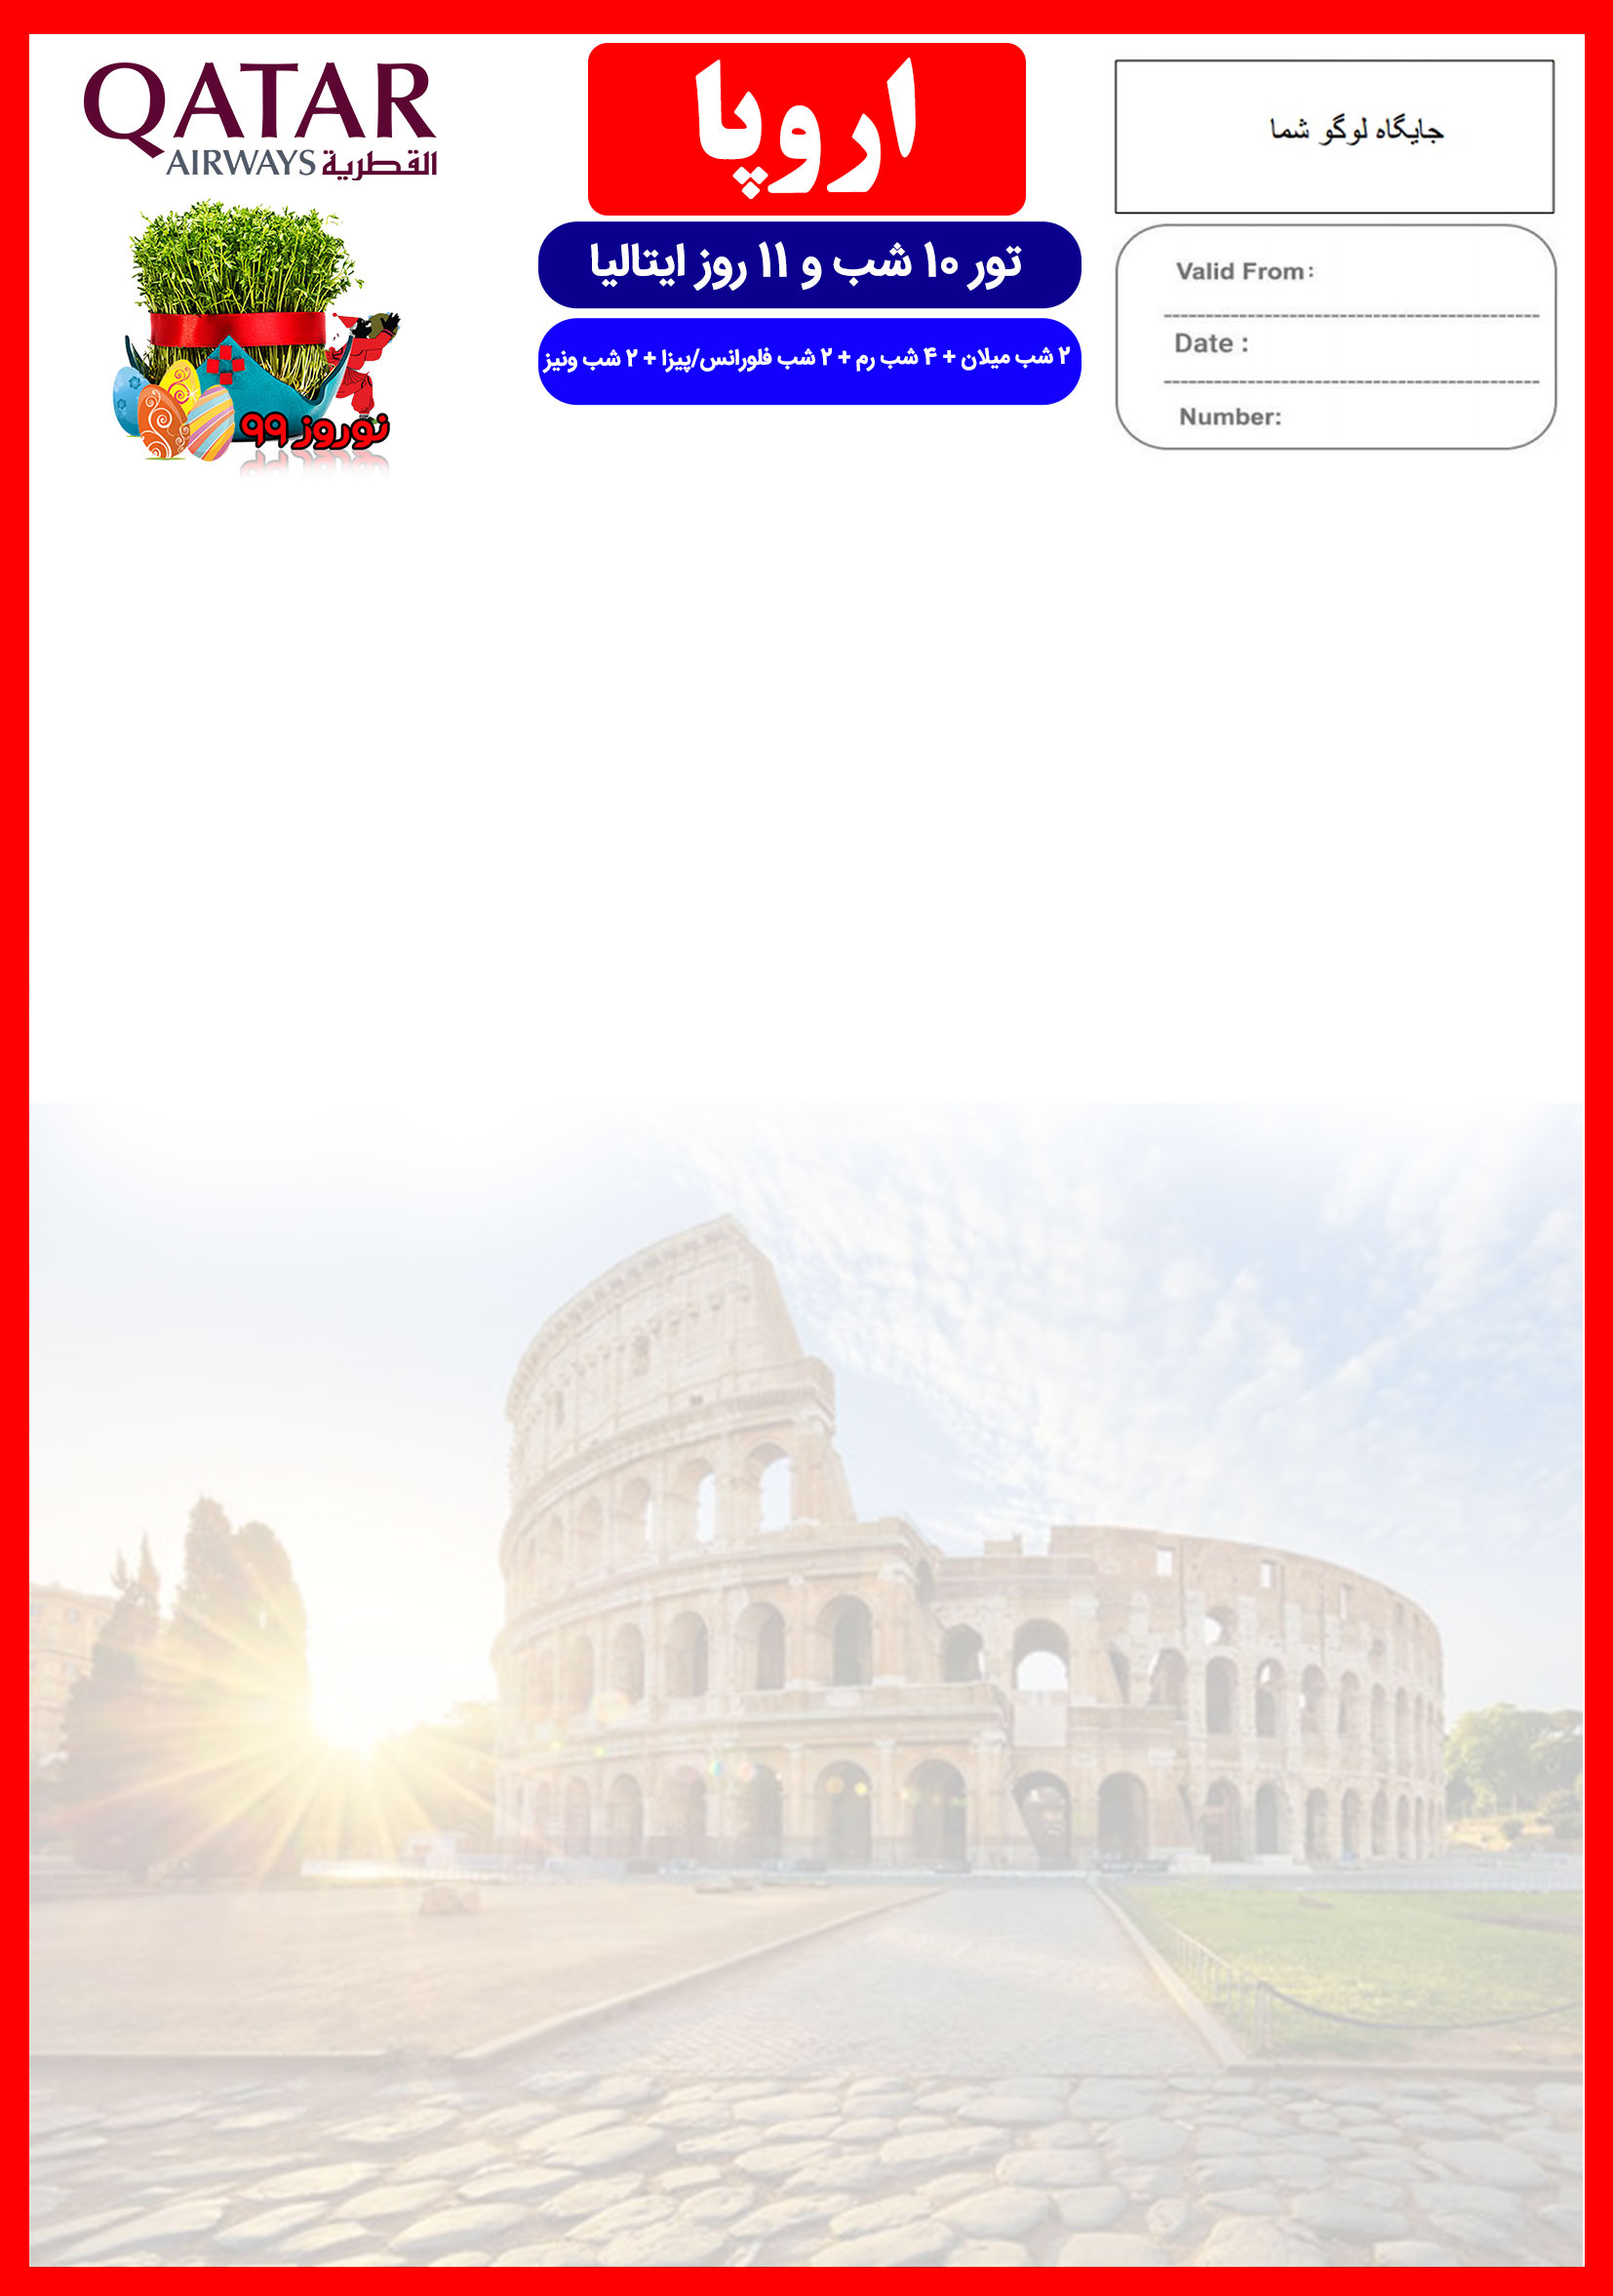 QATAR
AIRWAYS القطرية
اروپا
جایگاه لوگو شما
تور ۱۰ شب و ۱۱ روز ایتالیا
۲ شب میلان + ۴ شب رم + ۲ شب فلورانس/پیزا + ۲ شب ونیز
Valid From:
Date :
Number:
نوروز ۹۹